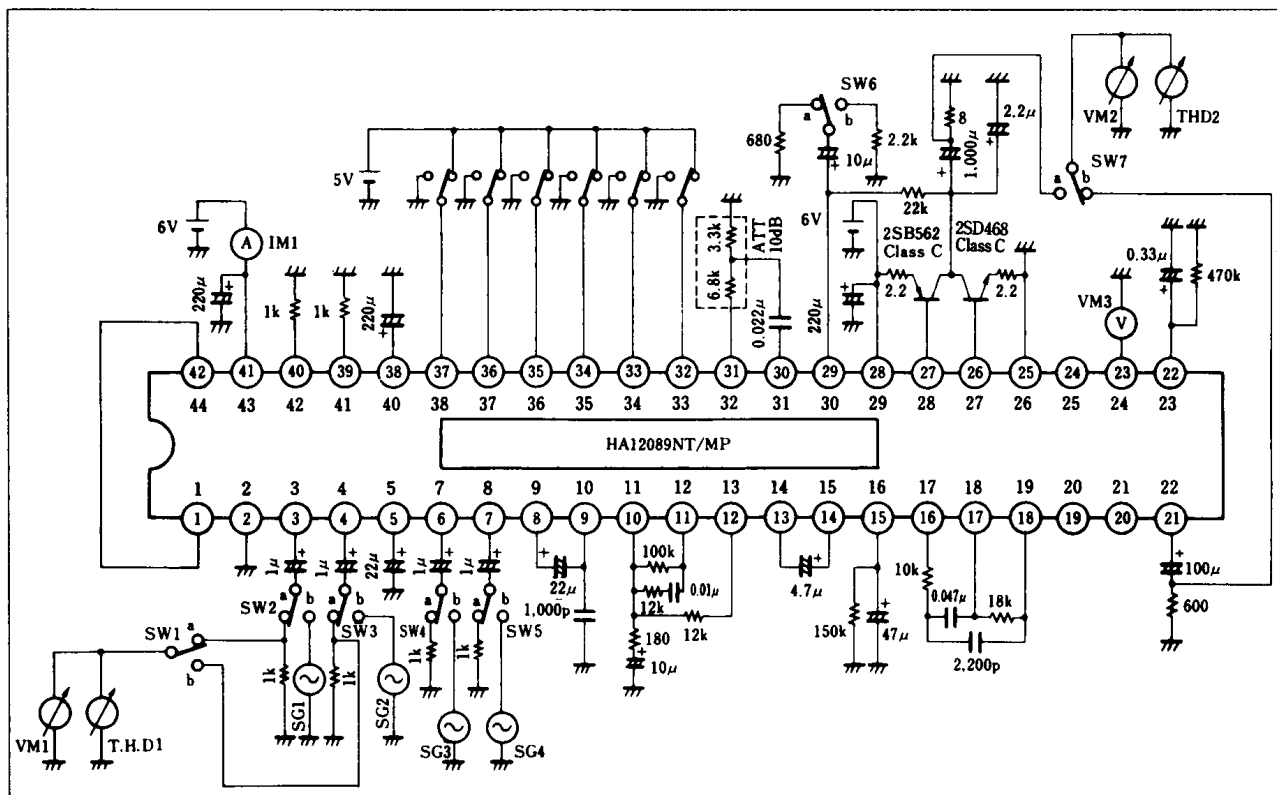 SW6
a
b
680
10μ
+
2.2k
8
1.000μ
+
2.2μ
+
VM2
THD2
SW7
a
b
5V
6V
A
IM1
220μ
+
1k
1k
220μ
+
3.3k
6.8k
ATT
10dB
0.022μ
22k
6V
220μ
+
2SB562
Class C
2SD468
Class C
2.2
2.2
VM3
V
0.33μ
+
470k
42 41 40 39 38 37 36 35 34 33 32 31 30 29 28 27 26 25 24 23 22
44 43 42 41 40 38 37 36 35 34 33 32 31 30 29 28 27 26 25 24 23
HA12089NT/MP
1 2 3 4 5 7 8 9 10 11 12 13 14 15 16 17 18 19 20 21 22
1 2 3 4 5 6 7 8 9 10 11 12 13 14 15 16 17 18 19 20 21
1μ
+
1μ
+
22μ
+
1μ
+
1μ
+
SW2
a
b
a
b
SW3
SW4
a
b
a
b
SW5
SW1
a
b
1k
SG1
1k
SG2
1k
SG3
1k
SG4
VM1
T.H.D1
+
22μ
1,000p
100k
0.01μ
12k
12k
180
+
10μ
+
4.7μ
150k
+
47μ
10k
0.047μ
18k
2,200p
+
100μ
600